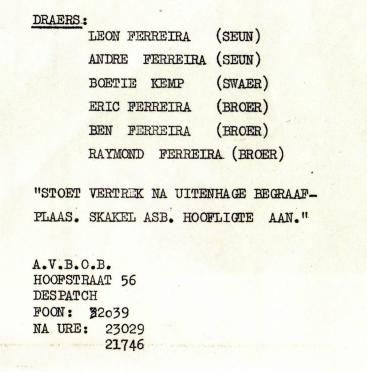 DRAERS:
LEON FERREIRA (SEUN)
ANDRE FERREIRA (SEUN)
BOETIE KEMP (SWAER)
ERIC FERREIRA (BROER)
BEN FERREIRA (BROER)
RAYMOND FERREIRA (BROER)
"STOET VERTREK NA UITENHAGE BEGRAAF-
PLAAS. SKAKEL ASB. HOOFLIGTE AAN."
A.V.B.O.B.
HOOFSTRAAT 56
DESPATCH
FOON: 32039
NA URE: 23029
21746